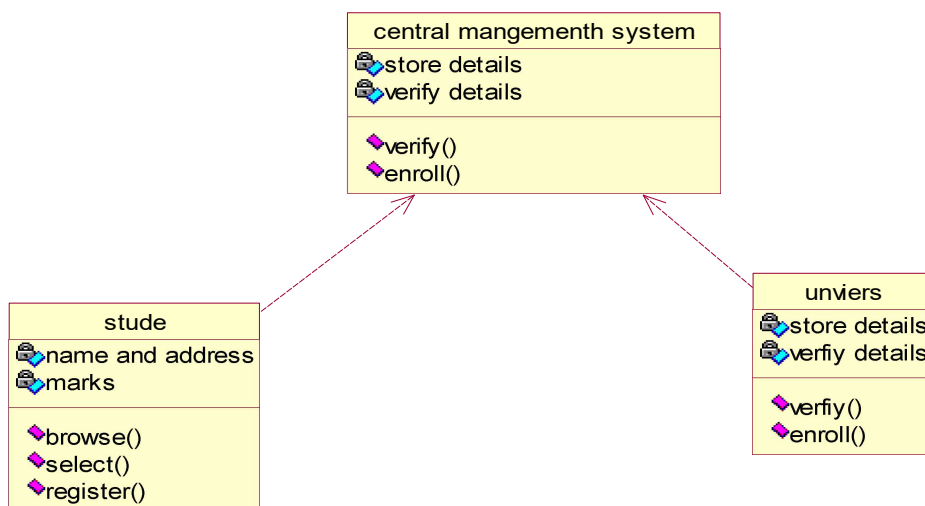 central mangementh system
store details
verify details
verify()
enroll()
stude
name and address
marks
browse()
select()
register()
unviers
store details
verfiy details
verfiy()
enroll()